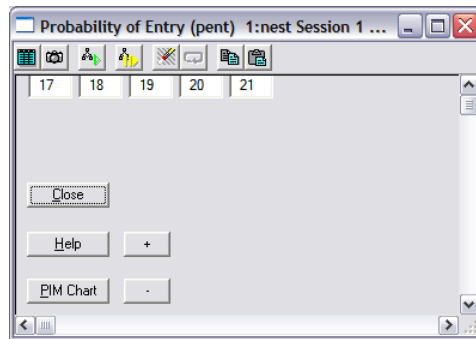 Probability of Entry (pent) 1:nest Session 1 ...
17 18 19 20 21
Close
Help +
PIM Chart -